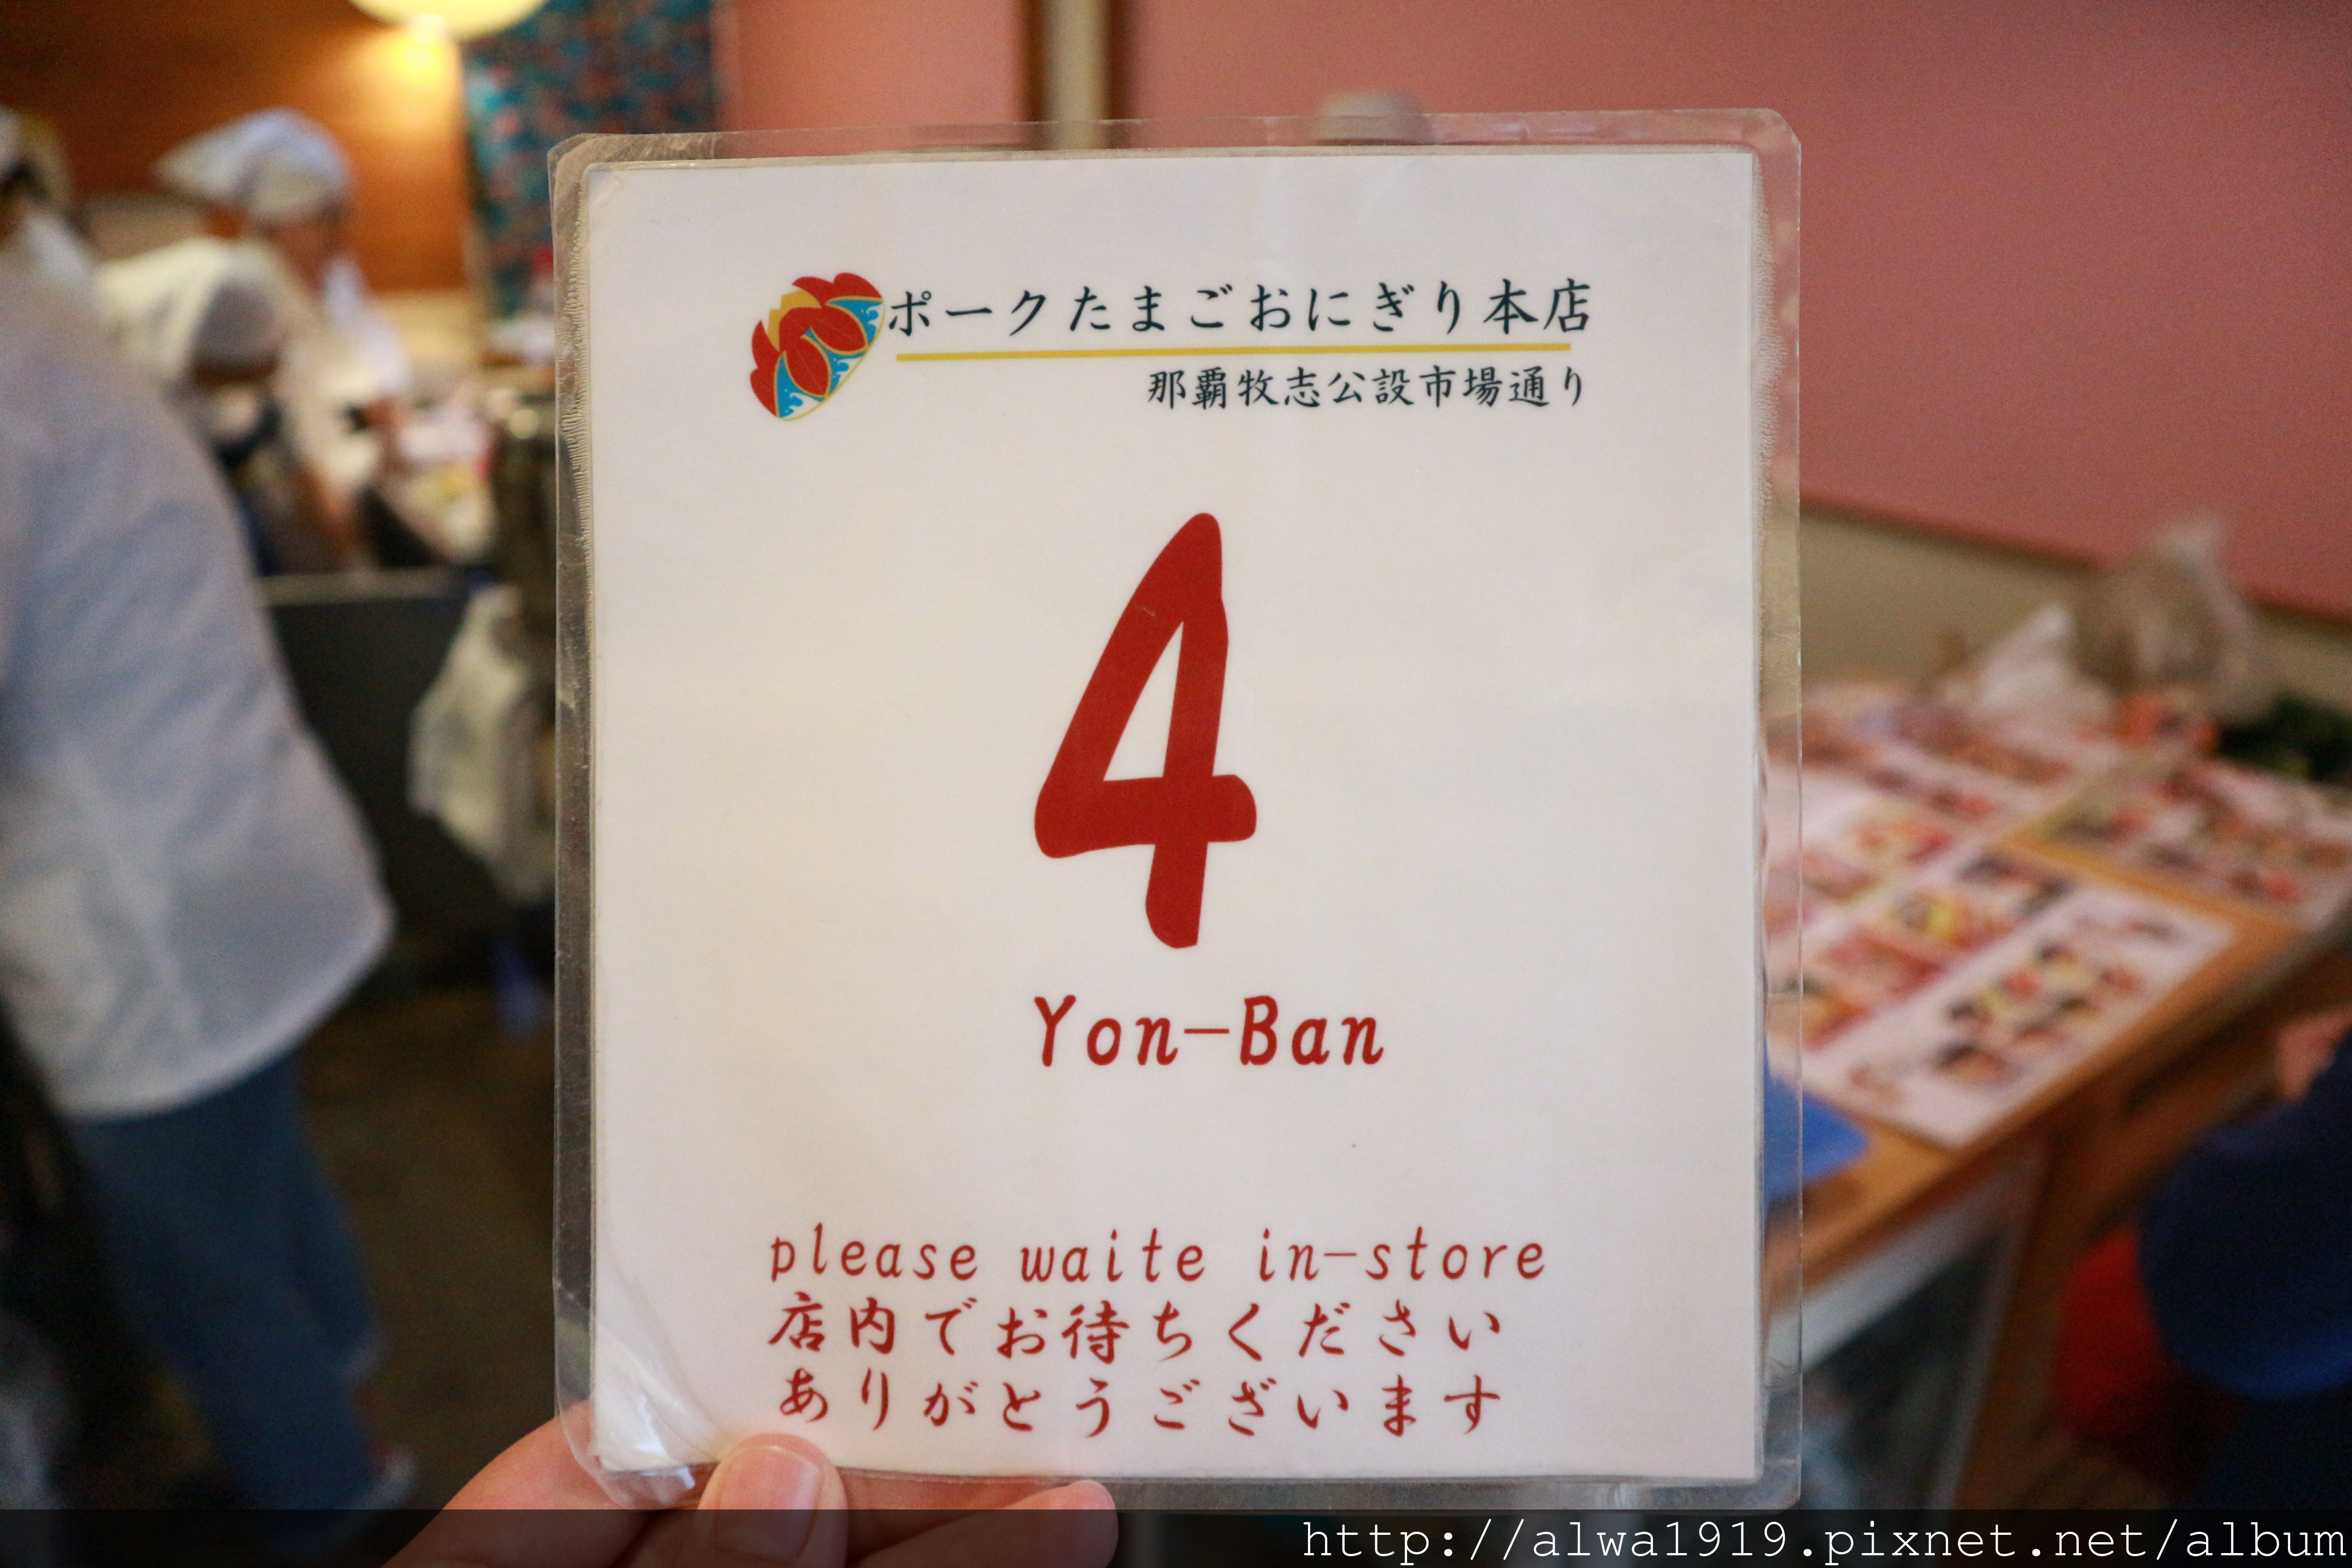 ポークたまごおにぎり本店
那覇牧志公設市場通り
4
Yon-Ban
please waite in-store
店内でお待ちください
ありがとうございます
http://alwa1919.pixnet.net/album